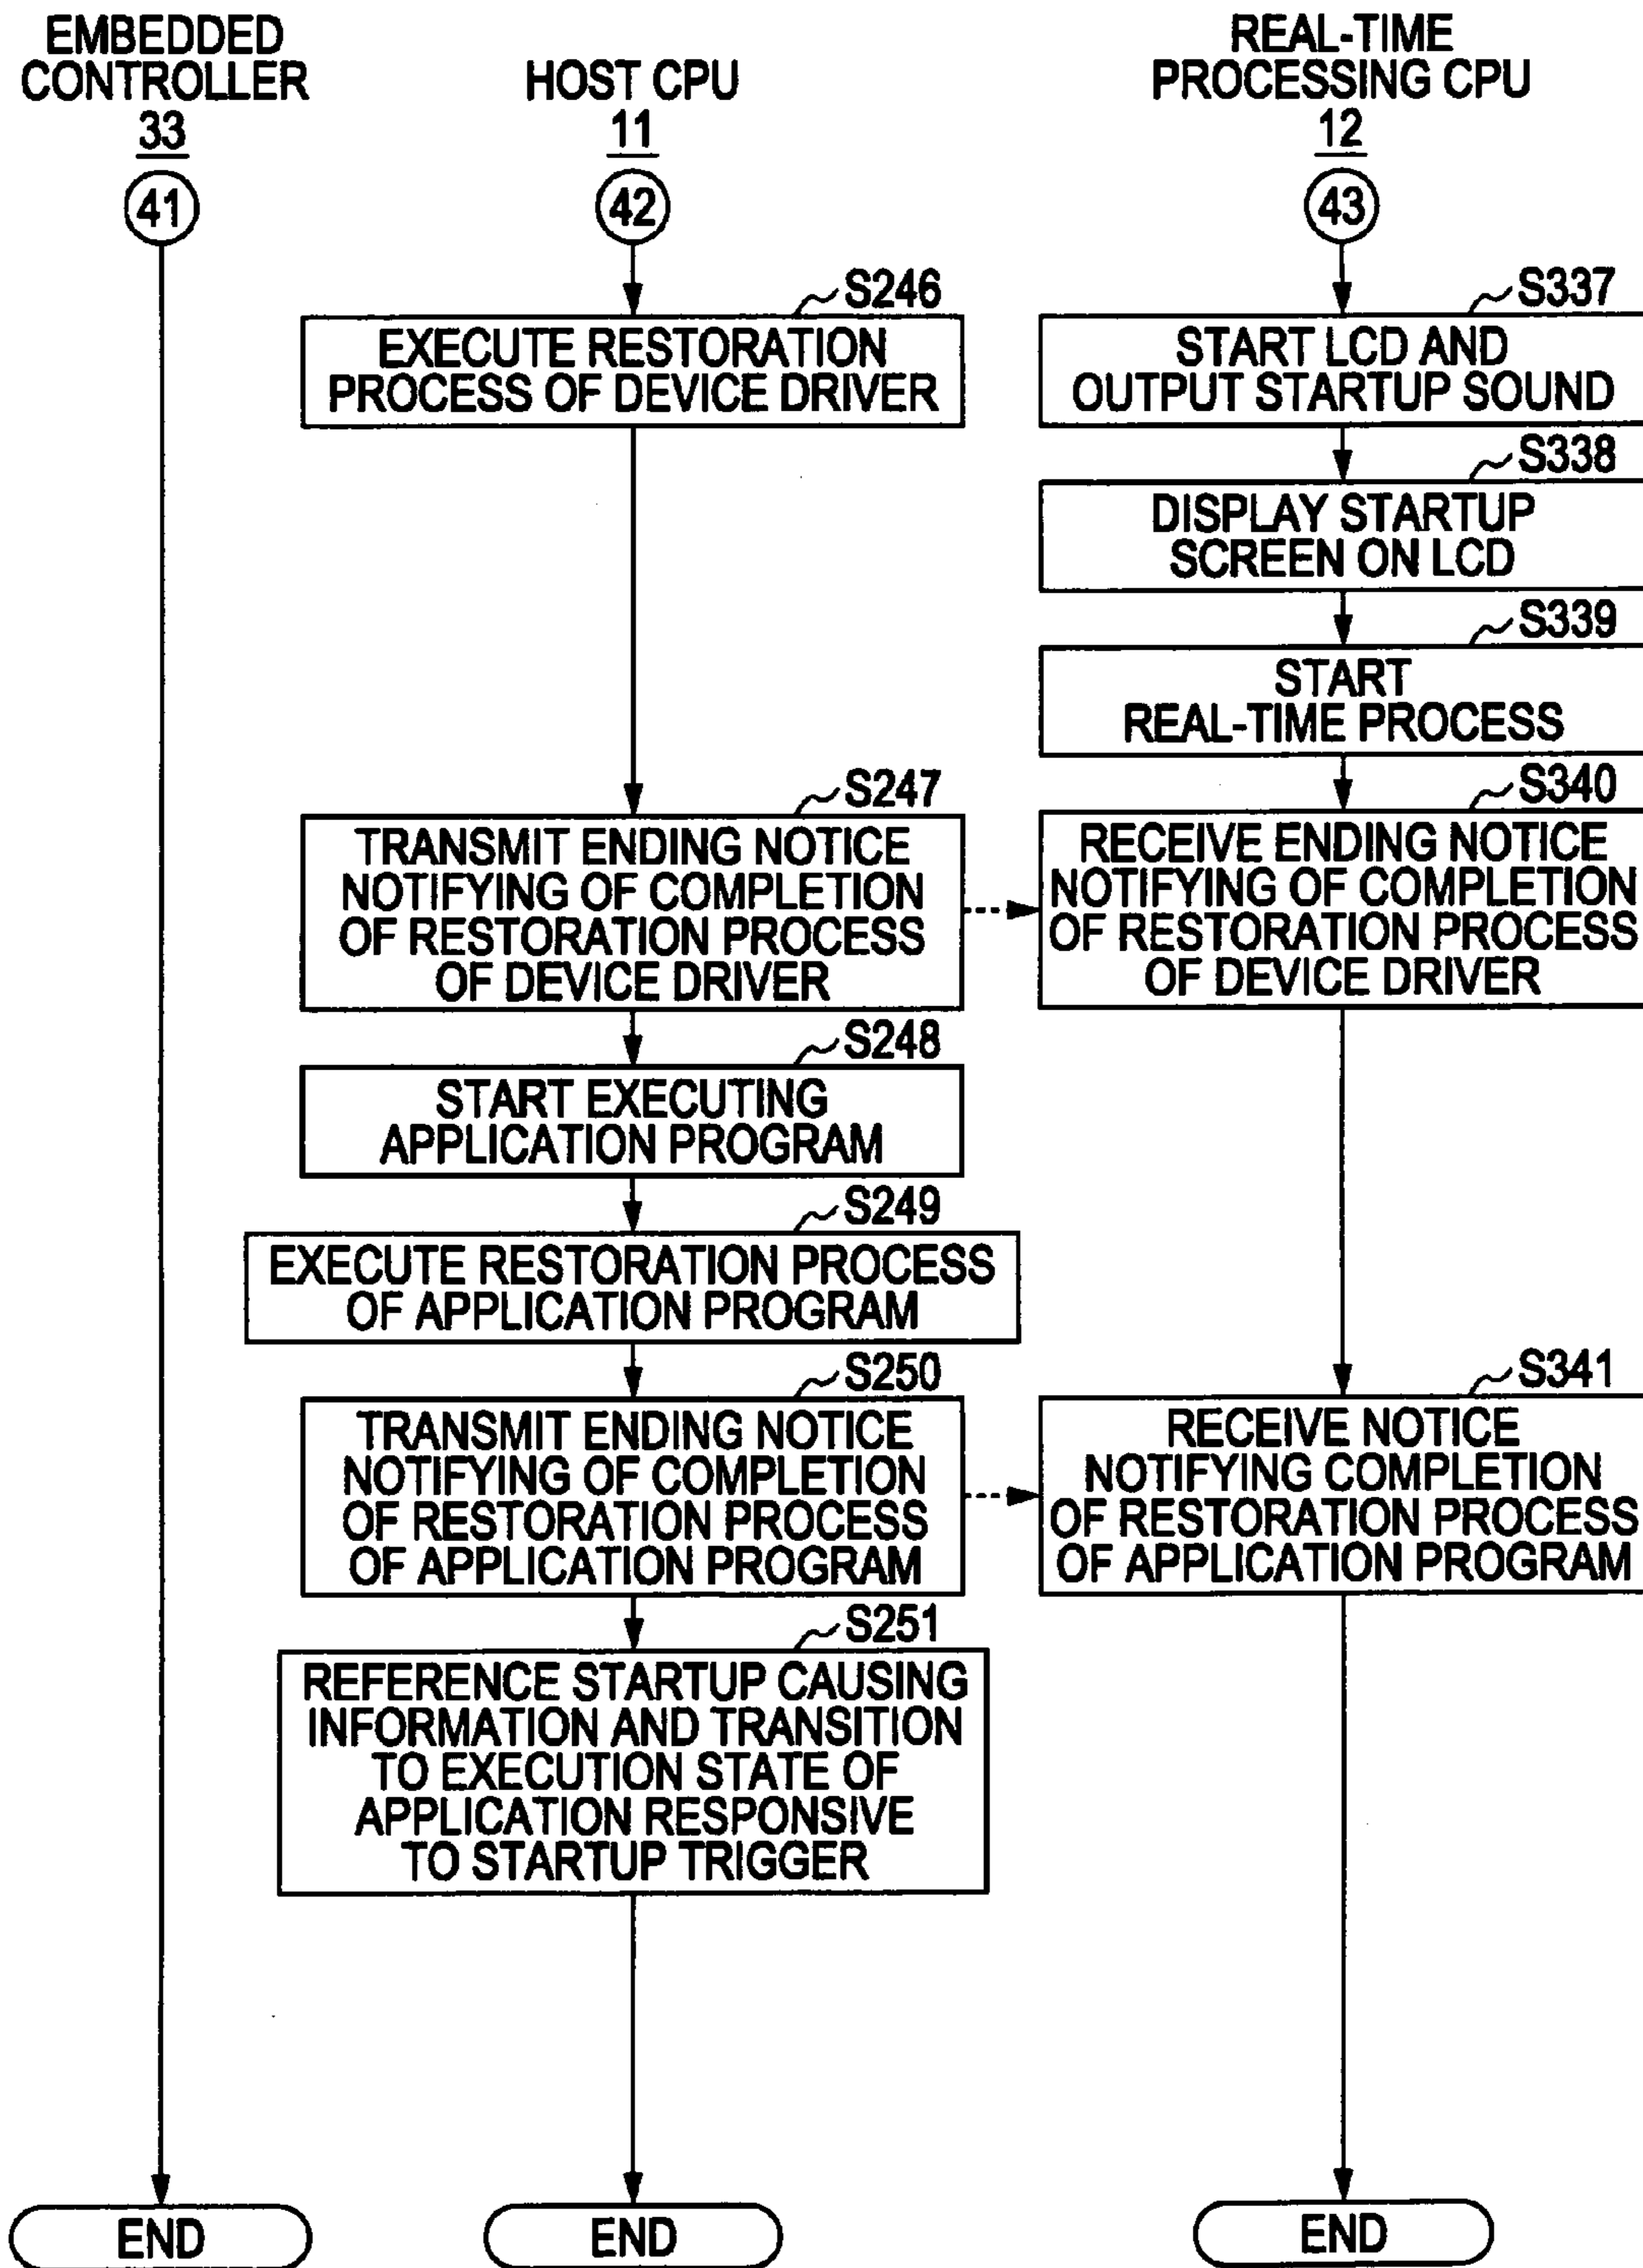 EMBEDDED
CONTROLLER
33
41
HOST CPU
11
42
REAL-TIME
PROCESSING CPU
12
43
S246
EXECUTE RESTORATION
PROCESS OF DEVICE DRIVER
S337
START LCD AND
OUTPUT STARTUP SOUND
S338
DISPLAY STARTUP
SCREEN ON LCD
S339
START
REAL-TIME PROCESS
S247
TRANSMIT ENDING NOTICE
NOTIFYING OF COMPLETION
OF RESTORATION PROCESS
OF DEVICE DRIVER
S340
RECEIVE ENDING NOTICE
NOTIFYING OF COMPLETION
OF RESTORATION PROCESS
OF DEVICE DRIVER
S248
START EXECUTING
APPLICATION PROGRAM
S249
EXECUTE RESTORATION PROCESS
OF APPLICATION PROGRAM
S250
TRANSMIT ENDING NOTICE
NOTIFYING OF COMPLETION
OF RESTORATION PROCESS
OF APPLICATION PROGRAM
S341
RECEIVE NOTICE
NOTIFYING COMPLETION
OF RESTORATION PROCESS
OF APPLICATION PROGRAM
S251
REFERENCE STARTUP CAUSING
INFORMATION AND TRANSITION
TO EXECUTION STATE OF
APPLICATION RESPONSIVE
TO STARTUP TRIGGER
END
END
END